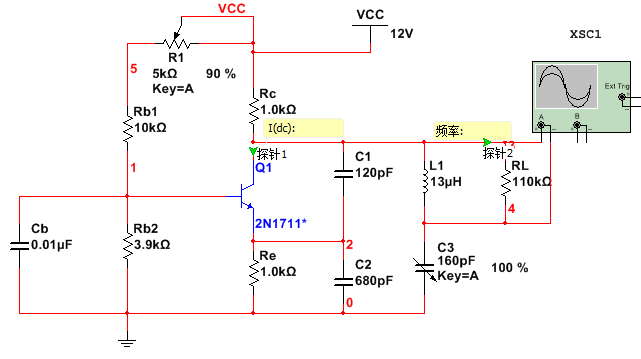 VCC
VCC
12V
XSC1
R1
5kΩ
Key=A
90 %
5
Rc
1.0kΩ
Ext Trig
A
B
Rb1
10kΩ
I(dc):
频率:
探针1
探针2
Q1
C1
120pF
L1
13µH
RL
110kΩ
1
4
2N1711*
Cb
0.01µF
Rb2
3.9kΩ
2
Re
1.0kΩ
C2
680pF
C3
160pF
Key=A
100 %
0